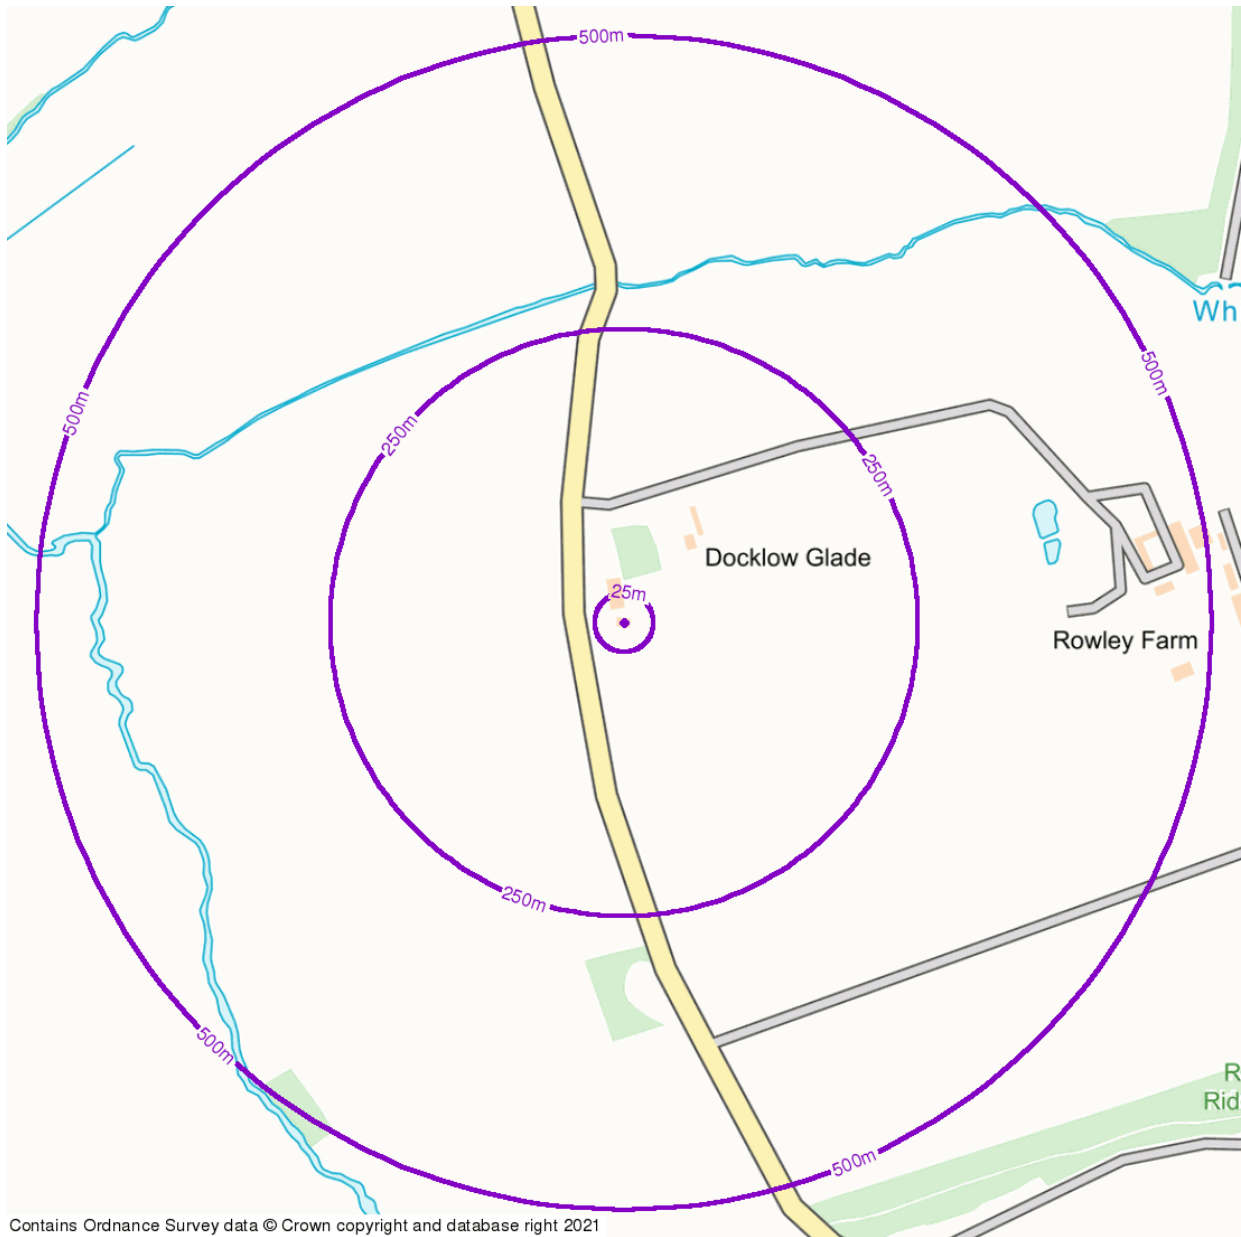 500m
Wh
500m
500m
250m
250m
Docklow Glade
25m
Rowley Farm
250m
500m
R
Rid
500m
Contains Ordnance Survey data © Crown copyright and database right 2021